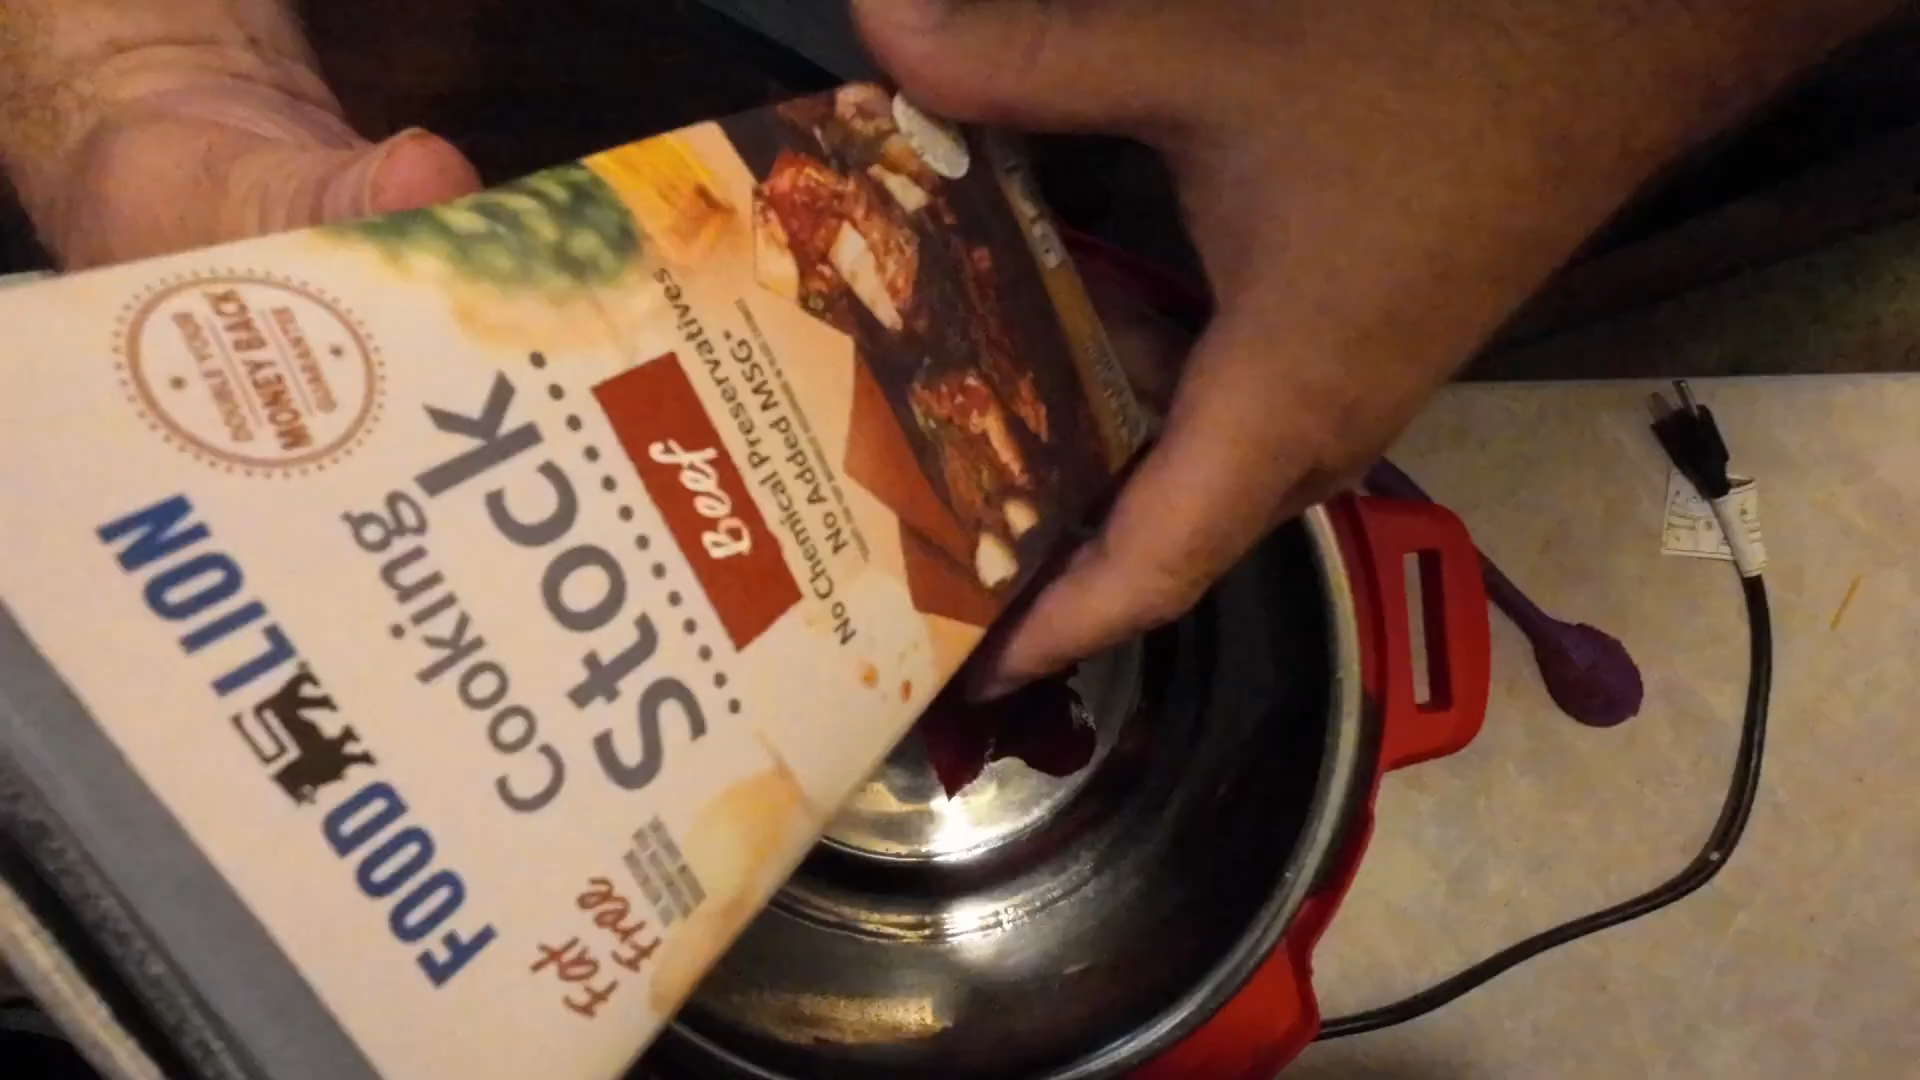 FOOD LION
DOUBLE YOUR
MONEY BACK
GUARANTEE
Cooking
Stock
Beef
No Chemical Preservatives
No Added MSG*
Fat
Free